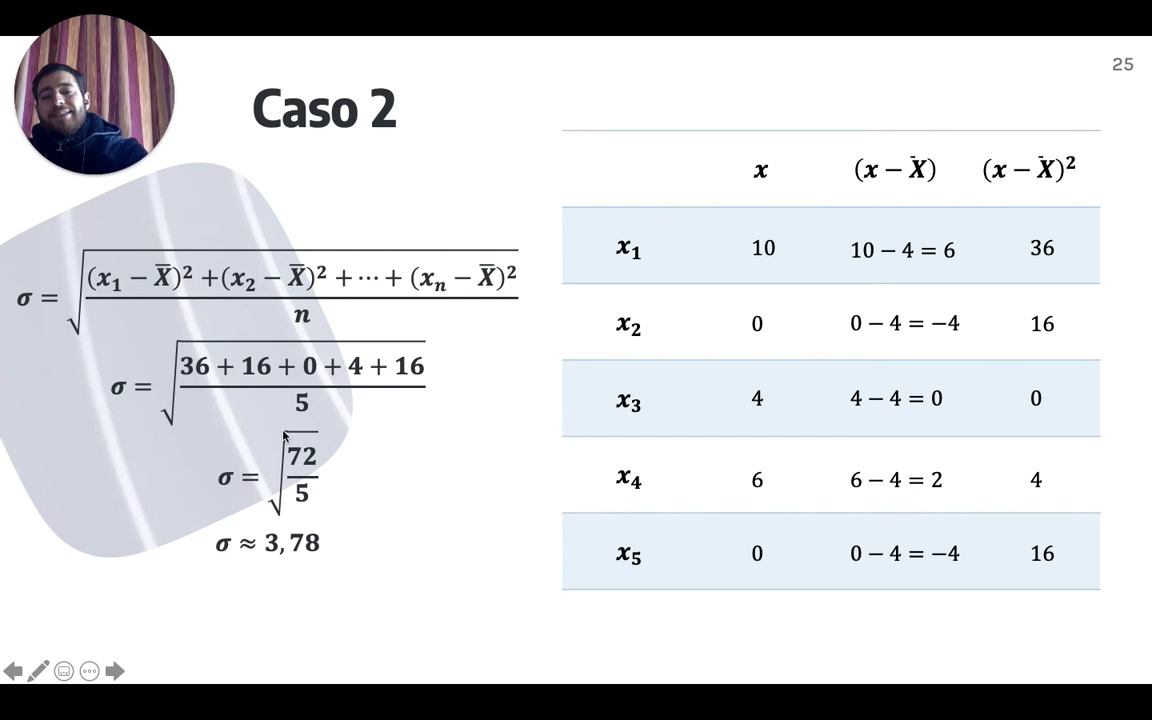 25
Caso 2
σ = √((x₁ − X̅)² +(x₂ − X̅)² + ⋯ + (xₙ − X̅)² / n)
σ = √(36 + 16 + 0 + 4 + 16 / 5)
σ = √(72 / 5)
σ ≈ 3, 78
x (x − X̄) (x − X̄)²
x₁ 10 10 − 4 = 6 36
x₂ 0 0 − 4 = −4 16
x₃ 4 4 − 4 = 0 0
x₄ 6 6 − 4 = 2 4
x₅ 0 0 − 4 = −4 16